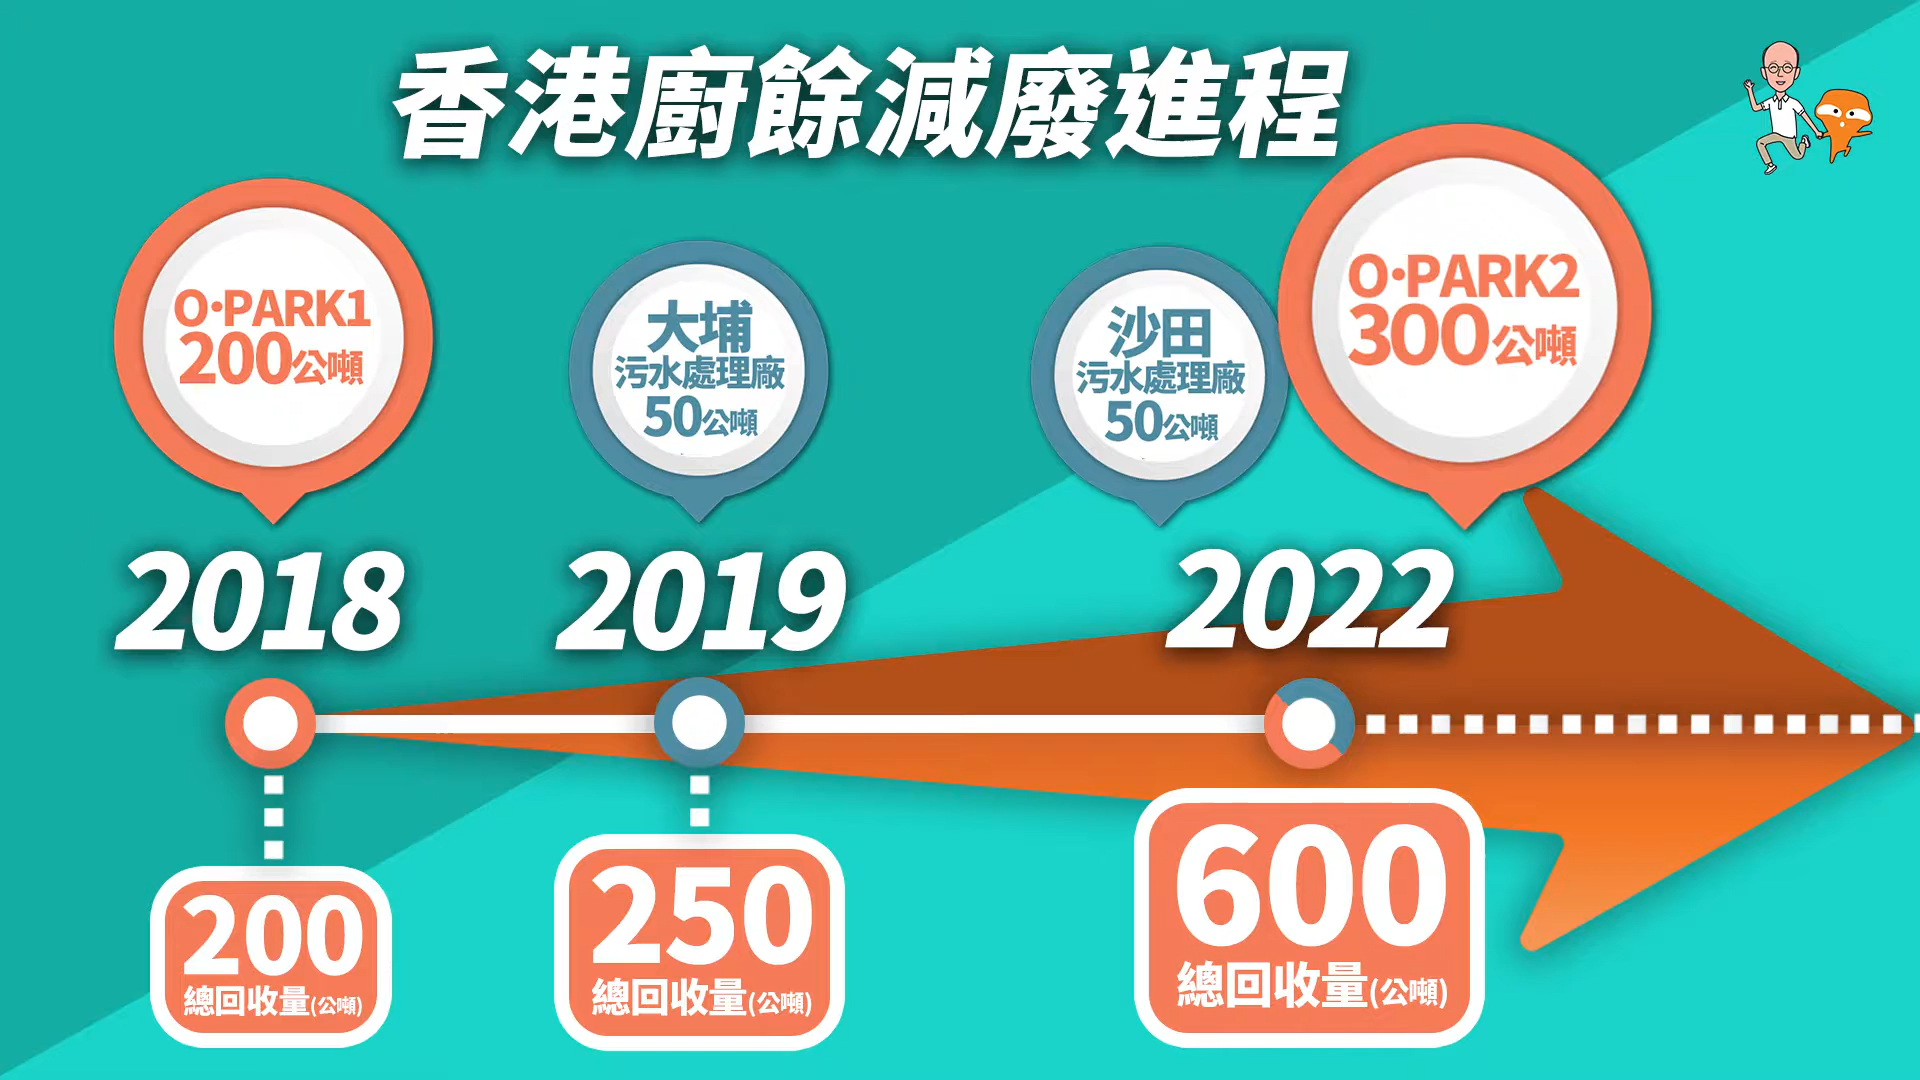 香港廚餘減廢進程
O·PARK1
200公噸
大埔
污水處理廠
50公噸
沙田
污水處理廠
50公噸
O·PARK2
300公噸
2018
2019
2022
200
總回收量(公噸)
250
總回收量(公噸)
600
總回收量(公噸)